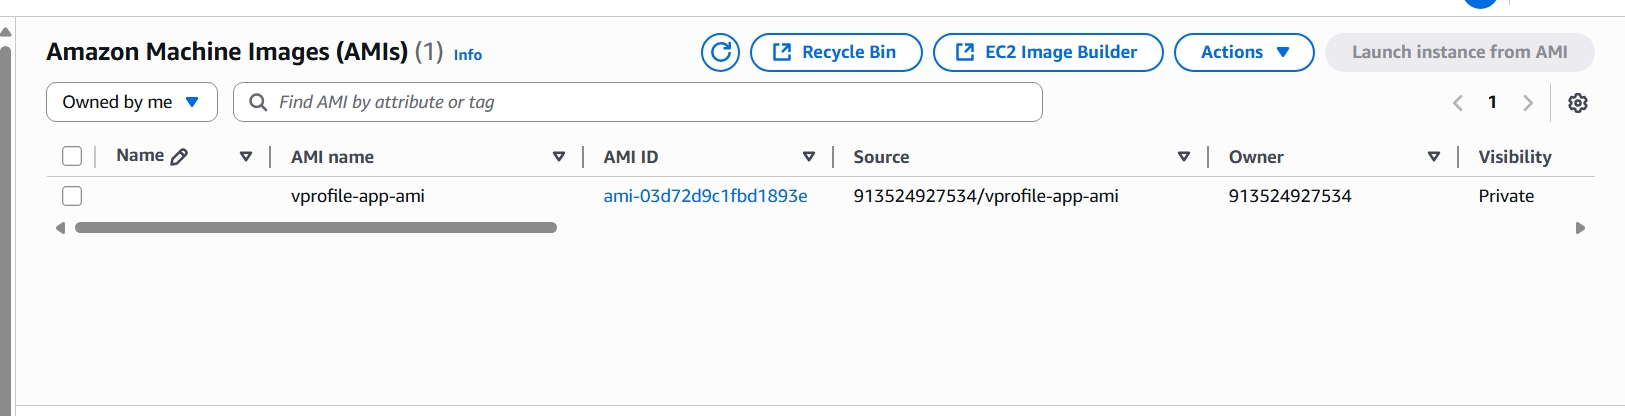 Amazon Machine Images (AMIs) (1) Info
Recycle Bin
EC2 Image Builder
Actions
Launch instance from AMI
Owned by me
Find AMI by attribute or tag
1
Name AMI name AMI ID Source Owner Visibility
vprofile-app-ami ami-03d72d9c1fbd1893e 913524927534/vprofile-app-ami 913524927534 Private